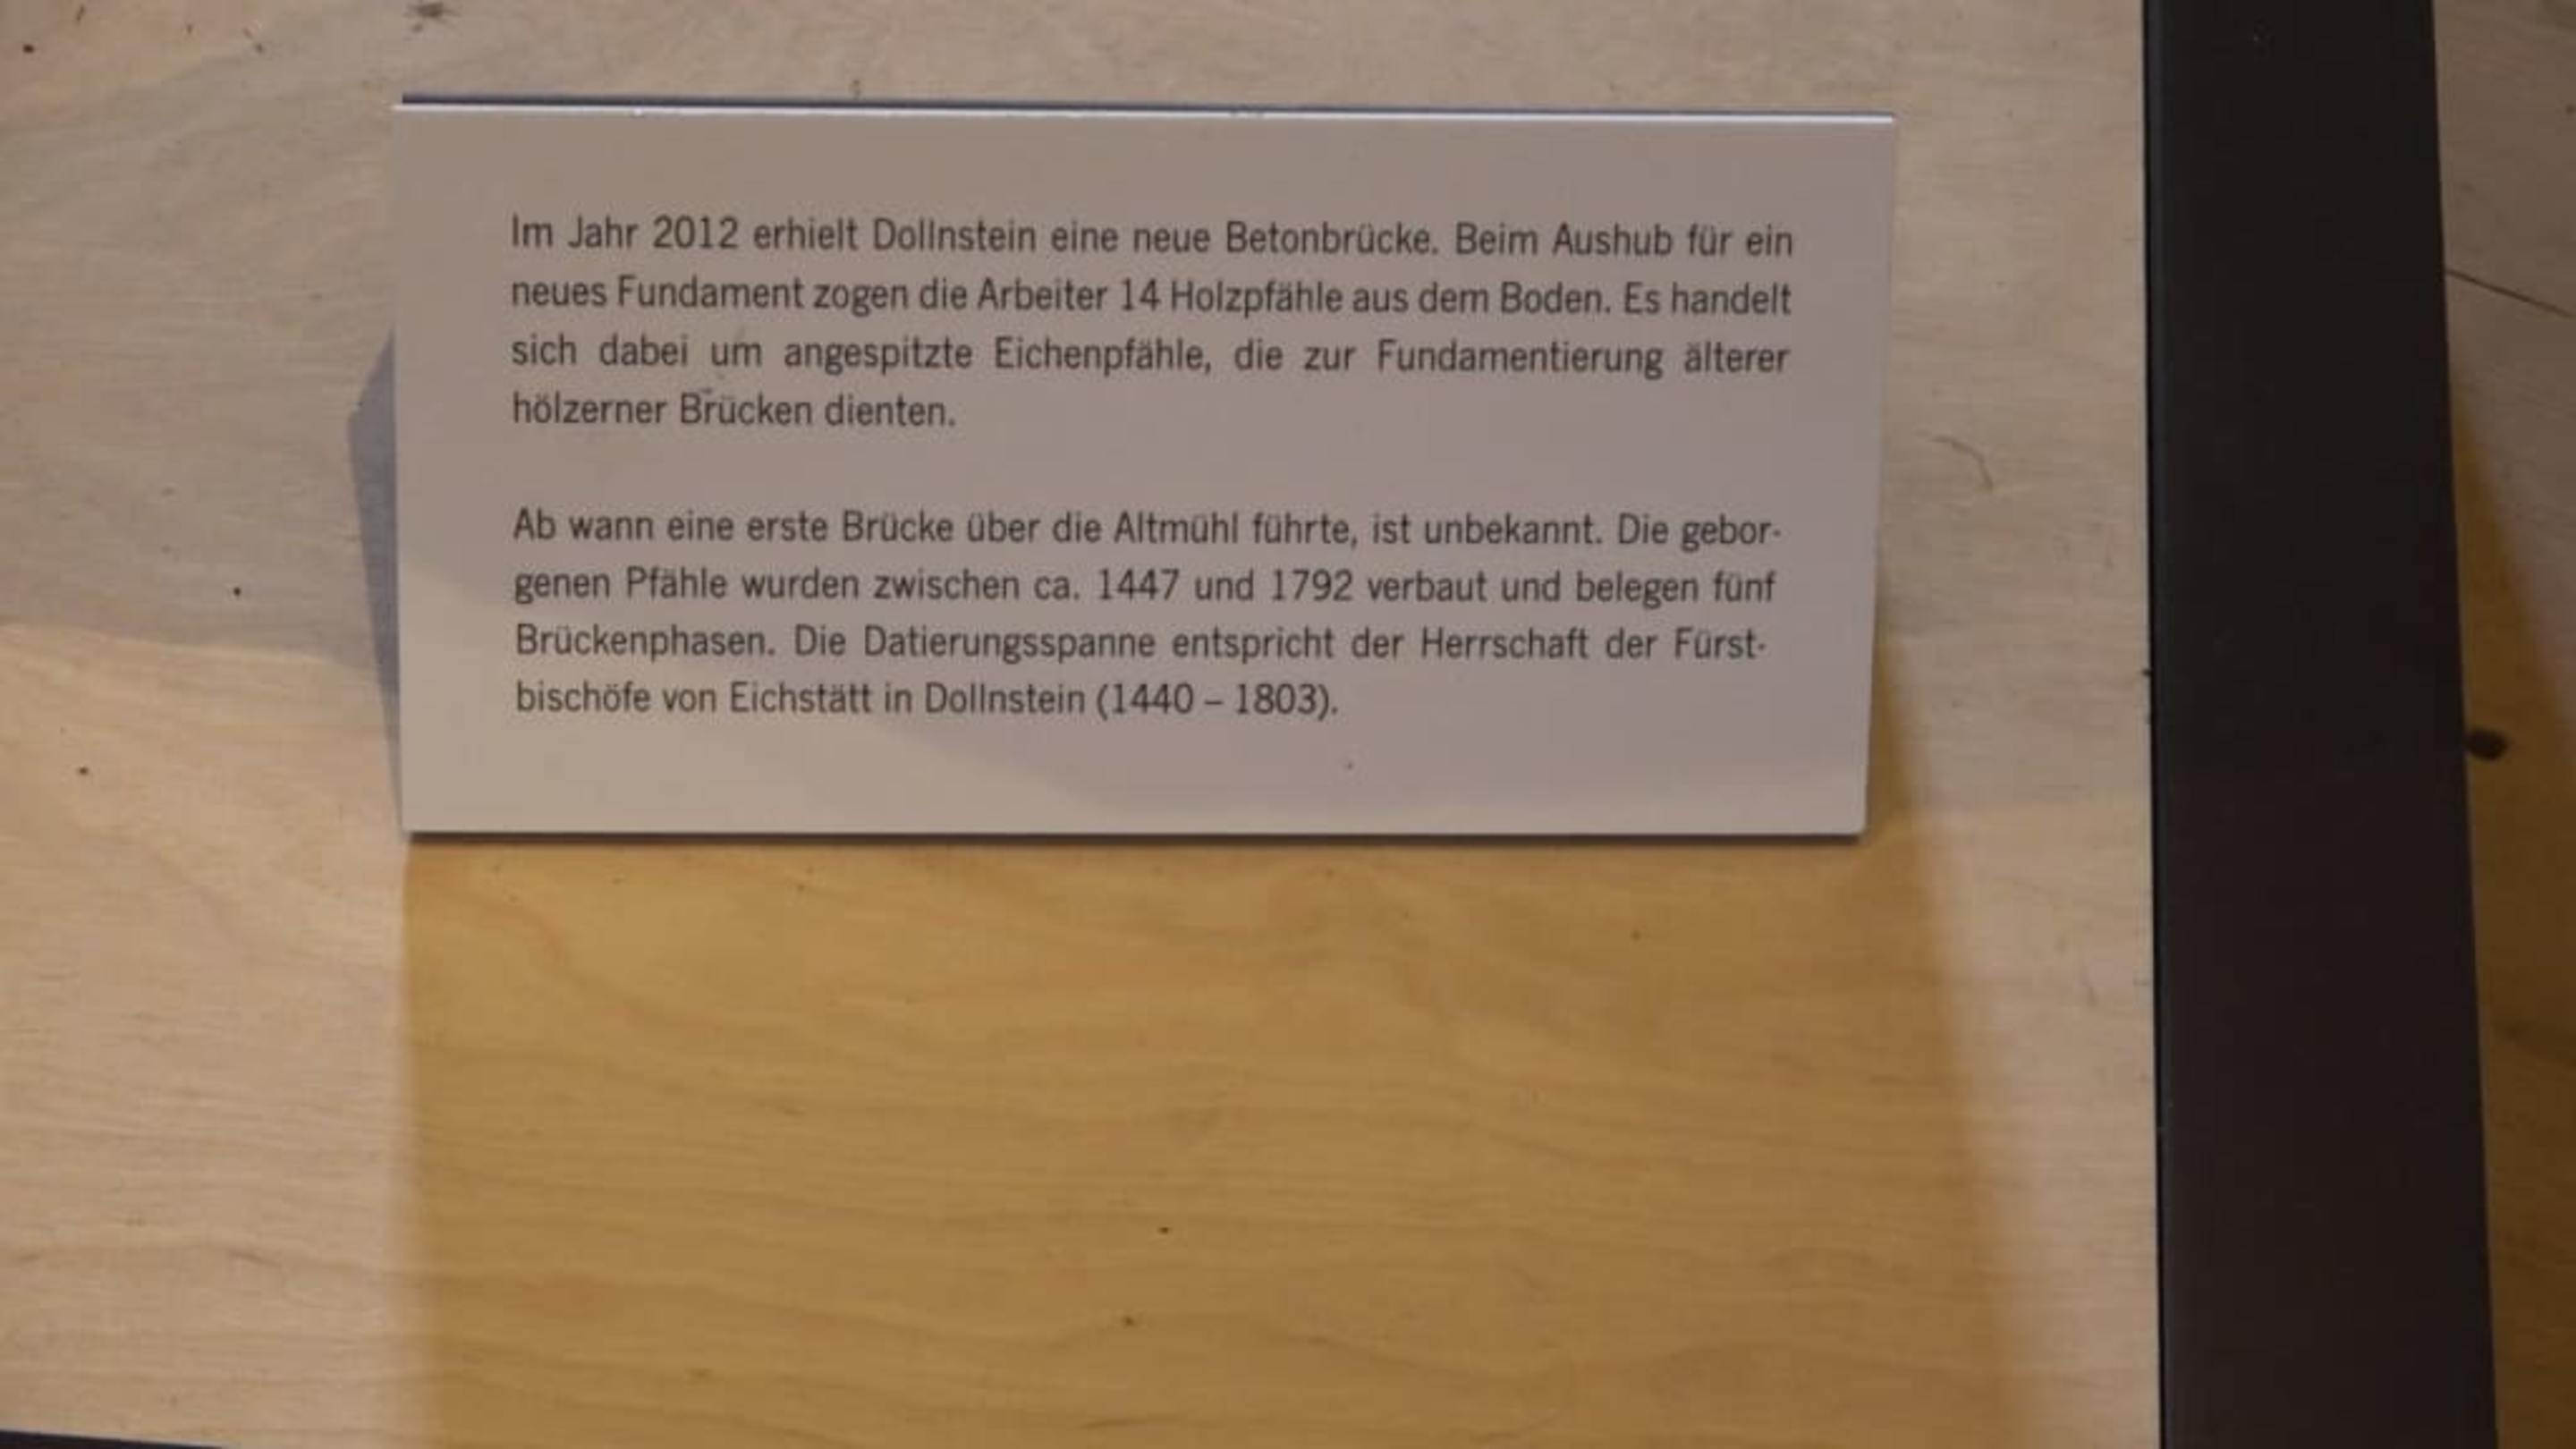 Im Jahr 2012 erhielt Dollnstein eine neue Betonbrücke. Beim Aushub für ein
neues Fundament zogen die Arbeiter 14 Holzpfähle aus dem Boden. Es handelt
sich dabei um angespitzte Eichenpfähle, die zur Fundamentierung älterer
hölzerner Brücken dienten.
Ab wann eine erste Brücke über die Altmühl führte, ist unbekannt. Die gebor-
genen Pfähle wurden zwischen ca. 1447 und 1792 verbaut und belegen fünf
Brückenphasen. Die Datierungsspanne entspricht der Herrschaft der Fürst-
bischöfe von Eichstätt in Dollnstein (1440 – 1803).